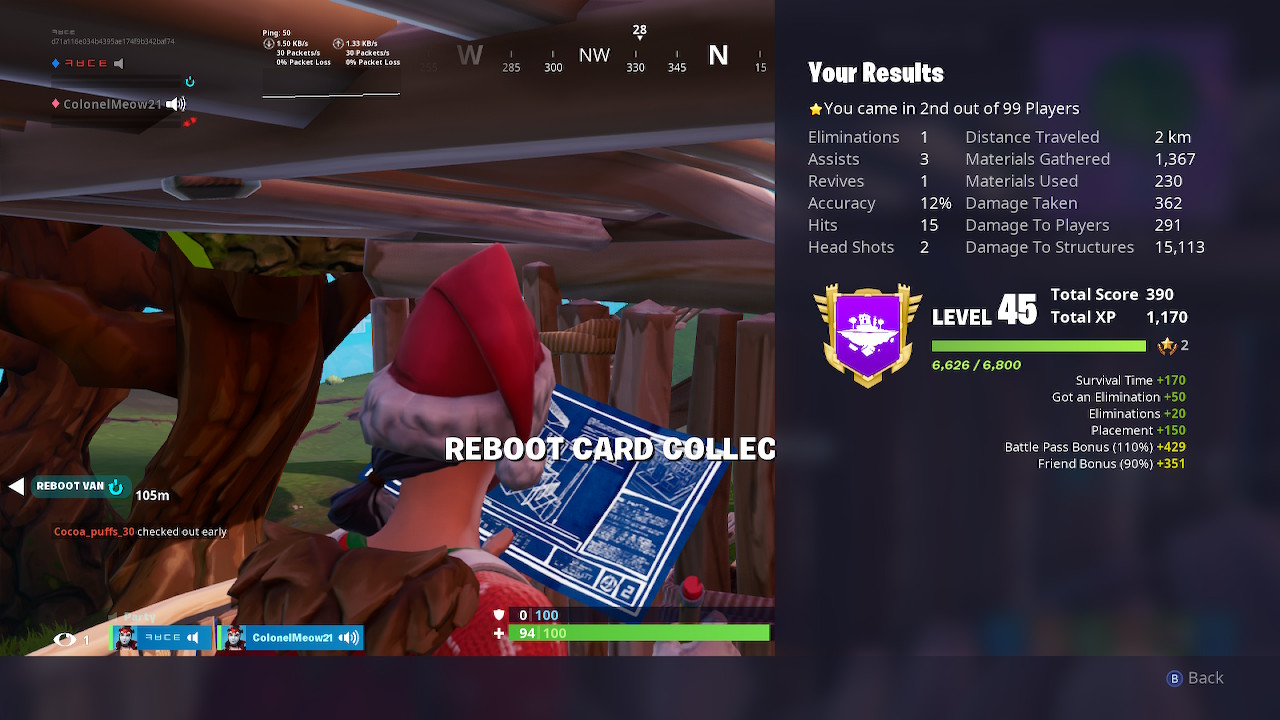 ㅋㅂㄷㅌ
d71a116e034b4395ae174f9b342baf74
ㅋㅂㄷㅌ
ColonelMeow21
Ping: 50
1.50 KB/s 1.33 KB/s
30 Packets/s 30 Packets/s
0% Packet Loss 0% Packet Loss
28
W 285 300 NW 330 345 N 15
REBOOT CARD COLLEC
REBOOT VAN 105m
Cocoa_puffs_30 checked out early
Party
1 ㅋㅂㄷㅌ ColonelMeow21
0 | 100
94 | 100
Your Results
You came in 2nd out of 99 Players
Eliminations 1 Distance Traveled 2 km
Assists 3 Materials Gathered 1,367
Revives 1 Materials Used 230
Accuracy 12% Damage Taken 362
Hits 15 Damage To Players 291
Head Shots 2 Damage To Structures 15,113
LEVEL 45
Total Score 390
Total XP 1,170
2
6,626 / 6,800
Survival Time +170
Got an Elimination +50
Eliminations +20
Placement +150
Battle Pass Bonus (110%) +429
Friend Bonus (90%) +351
B Back